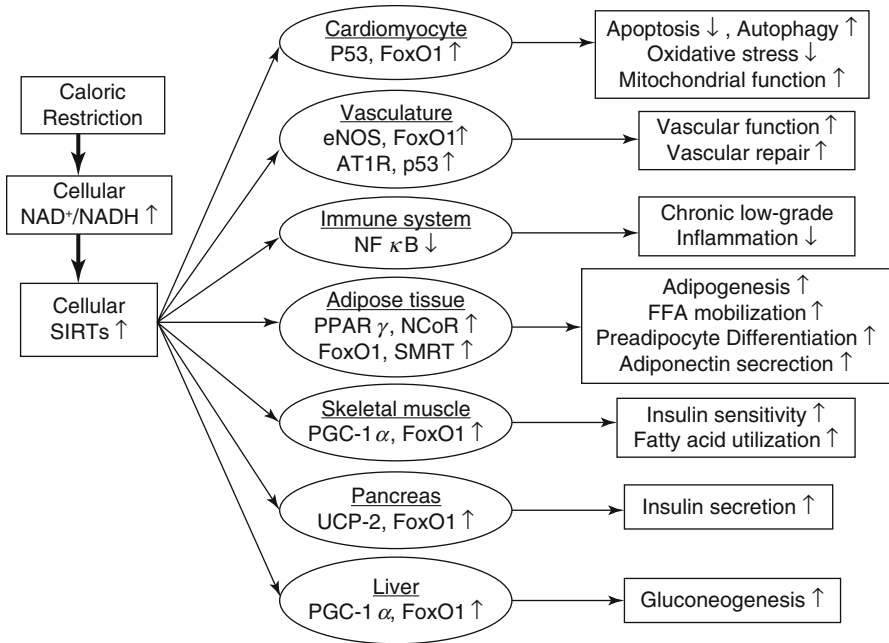 Caloric
Restriction
Cellular
NAD⁺/NADH ↑
Cellular
SIRTs ↑
Cardiomyocyte
P53, FoxO1 ↑
Apoptosis ↓ , Autophagy ↑
Oxidative stress ↓
Mitochondrial function ↑
Vasculature
eNOS, FoxO1↑
AT1R, p53 ↑
Vascular function ↑
Vascular repair ↑
Immune system
NF κB ↓
Chronic low-grade
Inflammation ↓
Adipose tissue
PPAR γ, NCoR ↑
FoxO1, SMRT ↑
Adipogenesis ↑
FFA mobilization ↑
Preadipocyte Differentiation ↑
Adiponectin secrection ↑
Skeletal muscle
PGC-1 α, FoxO1 ↑
Insulin sensitivity ↑
Fatty acid utilization ↑
Pancreas
UCP-2, FoxO1 ↑
Insulin secretion ↑
Liver
PGC-1 α, FoxO1 ↑
Gluconeogenesis ↑